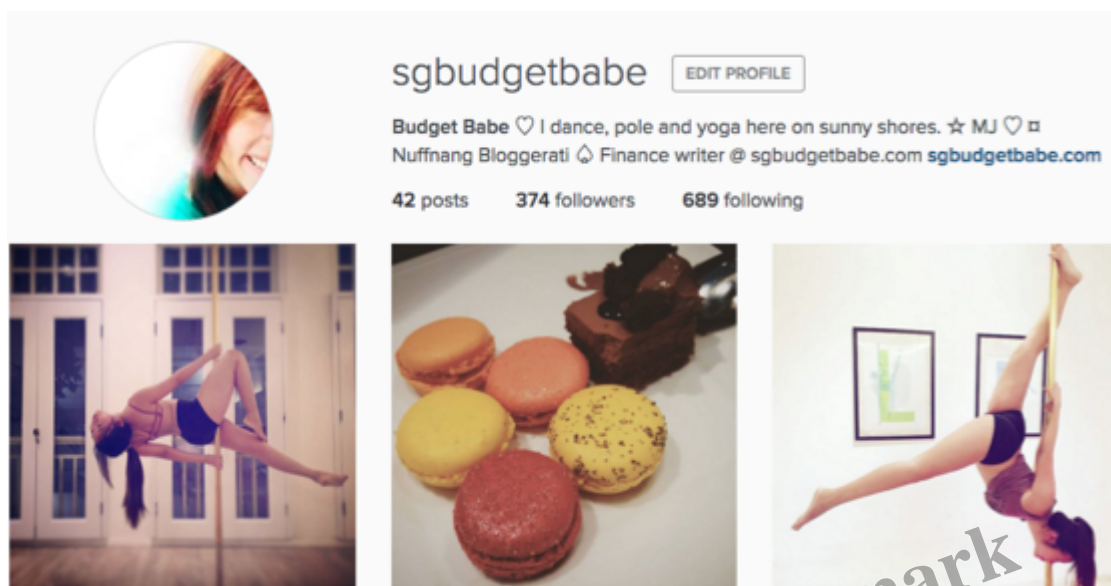 sgbudgetbabe EDIT PROFILE
Budget Babe ♡ I dance, pole and yoga here on sunny shores. ☆ MJ ♡ ¤
Nuffnang Bloggerati ♤ Finance writer @ sgbudgetbabe.com sgbudgetbabe.com
42 posts 374 followers 689 following